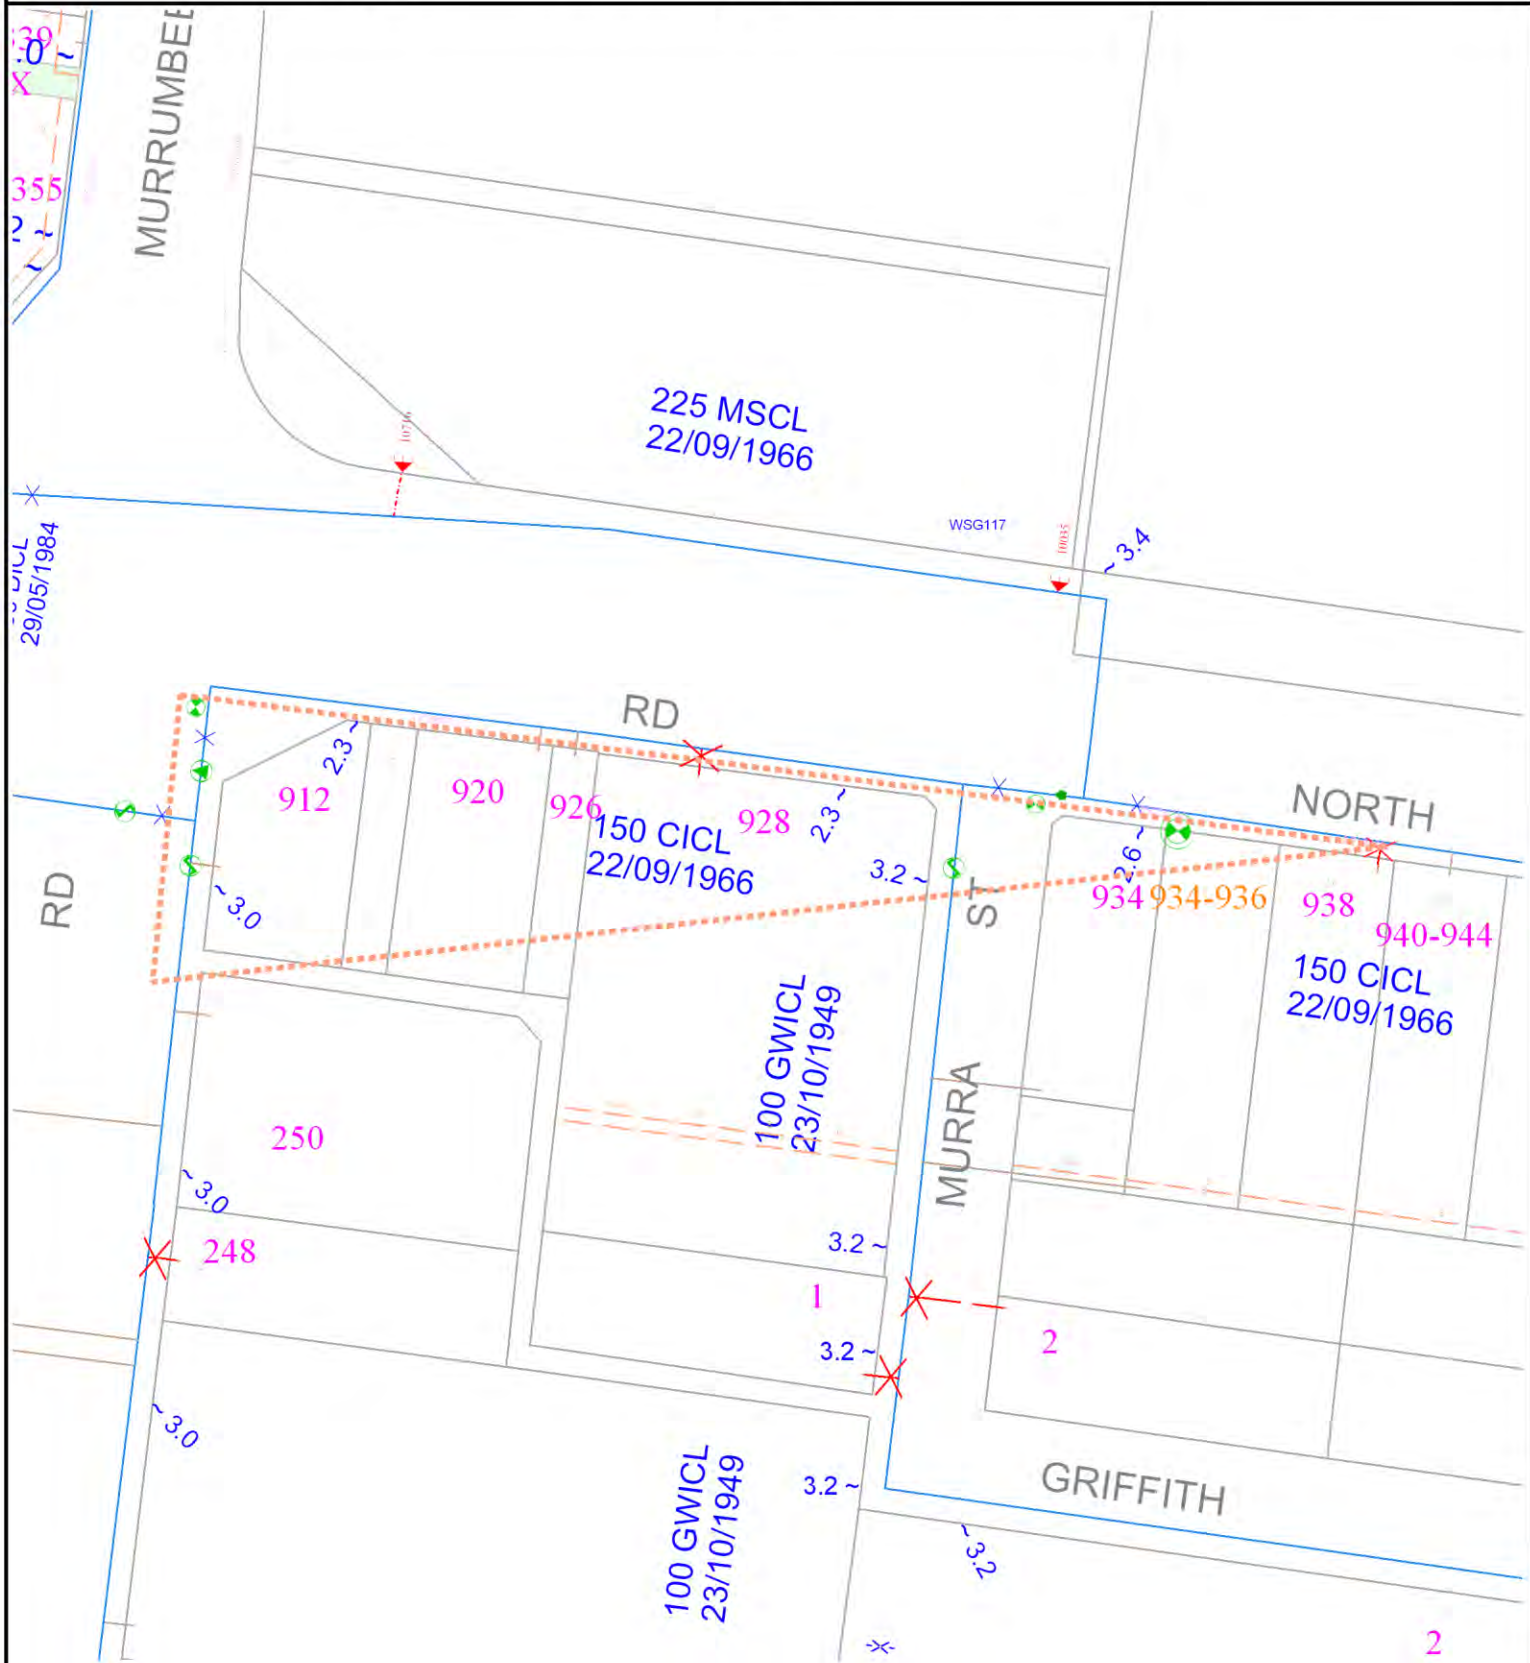 339
.0 ~
X
MURRUMBEE
355
2 ~
~
225 MSCL
22/09/1966
WSG117
~ 3.4
29/05/1984
RD
NORTH
2.3 ~
912
920
926
928
2.3 ~
150 CICL
22/09/1966
3.2 ~
2.6 ~
RD
~ 3.0
ST
934
934-936
938
940-944
150 CICL
22/09/1966
100 GWICL
23/10/1949
MURRA
250
~ 3.0
248
3.2 ~
1
3.2 ~
2
~ 3.0
100 GWICL
23/10/1949
3.2 ~
GRIFFITH
~ 3.2
2